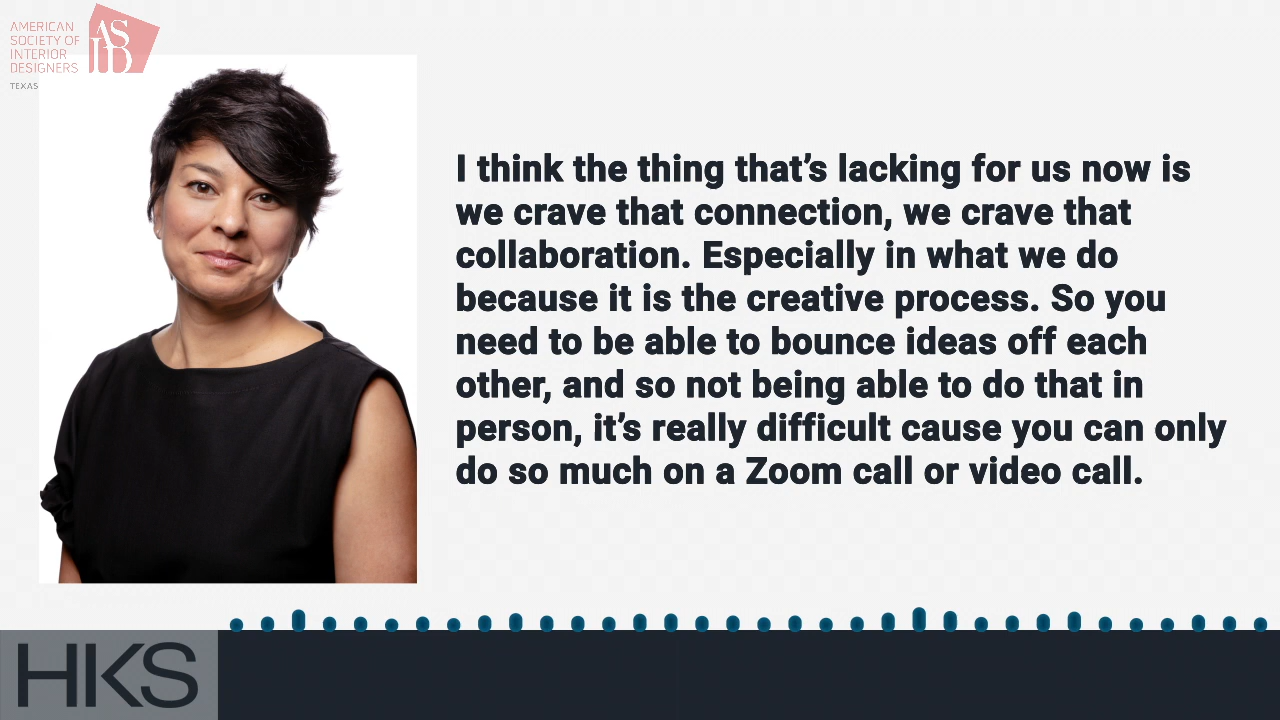 AMERICAN
SOCIETY OF
INTERIOR
DESIGNERS
ASID
TEXAS
I think the thing that’s lacking for us now is
we crave that connection, we crave that
collaboration. Especially in what we do
because it is the creative process. So you
need to be able to bounce ideas off each
other, and so not being able to do that in
person, it’s really difficult cause you can only
do so much on a Zoom call or video call.
HKS